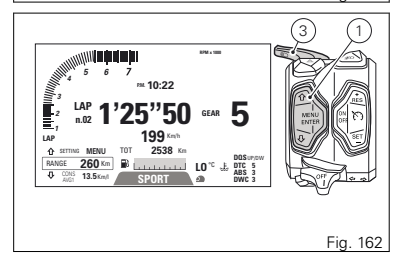 3
1
RPM x 1000
4 5 6 7
3
2
1
P.M. 10:22
LAP
n.02
1'25”50
GEAR 5
LAP
199 Km/h
SETTING MENU
TOT 2538 Km
RANGE 260 Km
CONS
AVG1 13.5 Km/l
SPORT
LO °C
DQS UP/DW
DTC 5
ABS 3
DWC 3
MENU
ENTER
ON
OFF
+
RES
SET
-
OFF
Fig. 162